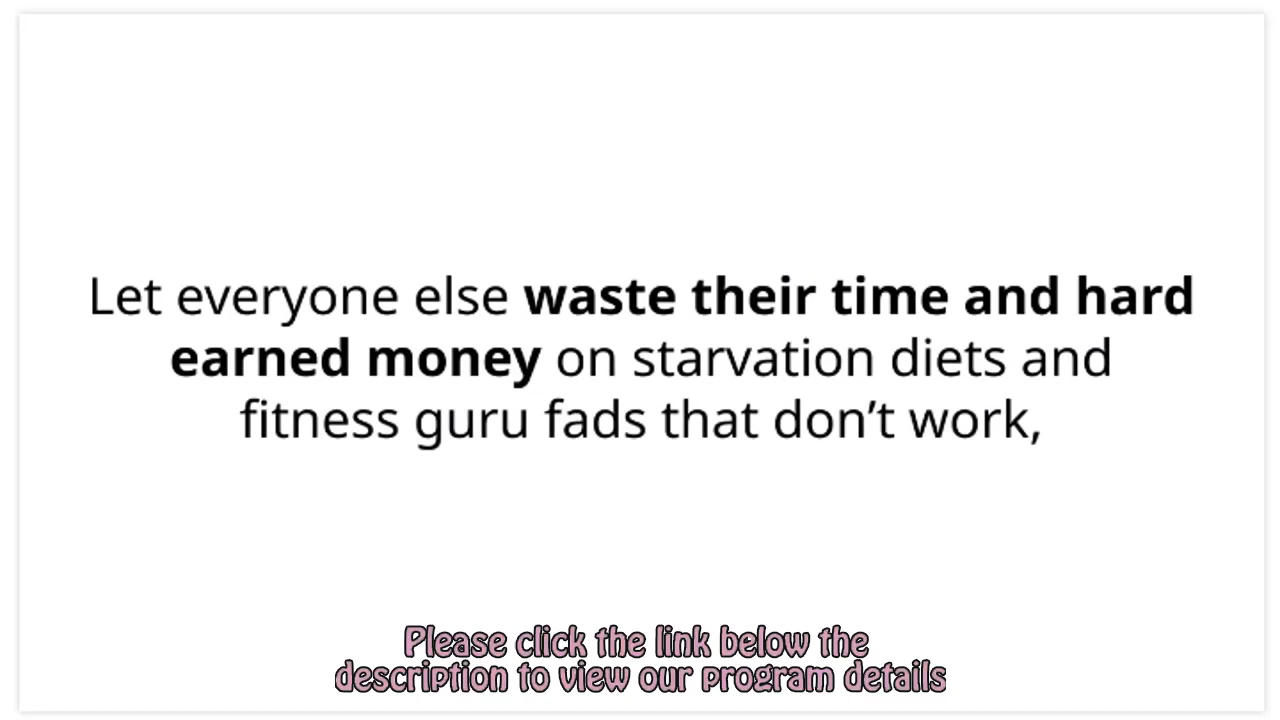 Let everyone else waste their time and hard
earned money on starvation diets and
fitness guru fads that don’t work,
Please click the link below the
description to view our program details